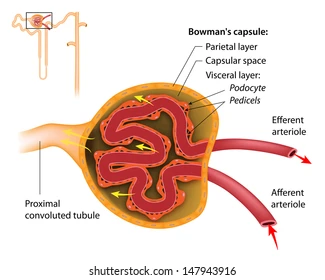 Bowman's capsule:
Parietal layer
Capsular space
Visceral layer:
Podocyte
Pedicels
Efferent
arteriole
Afferent
arteriole
Proximal
convoluted tubule
shutterstock.com · 147943916